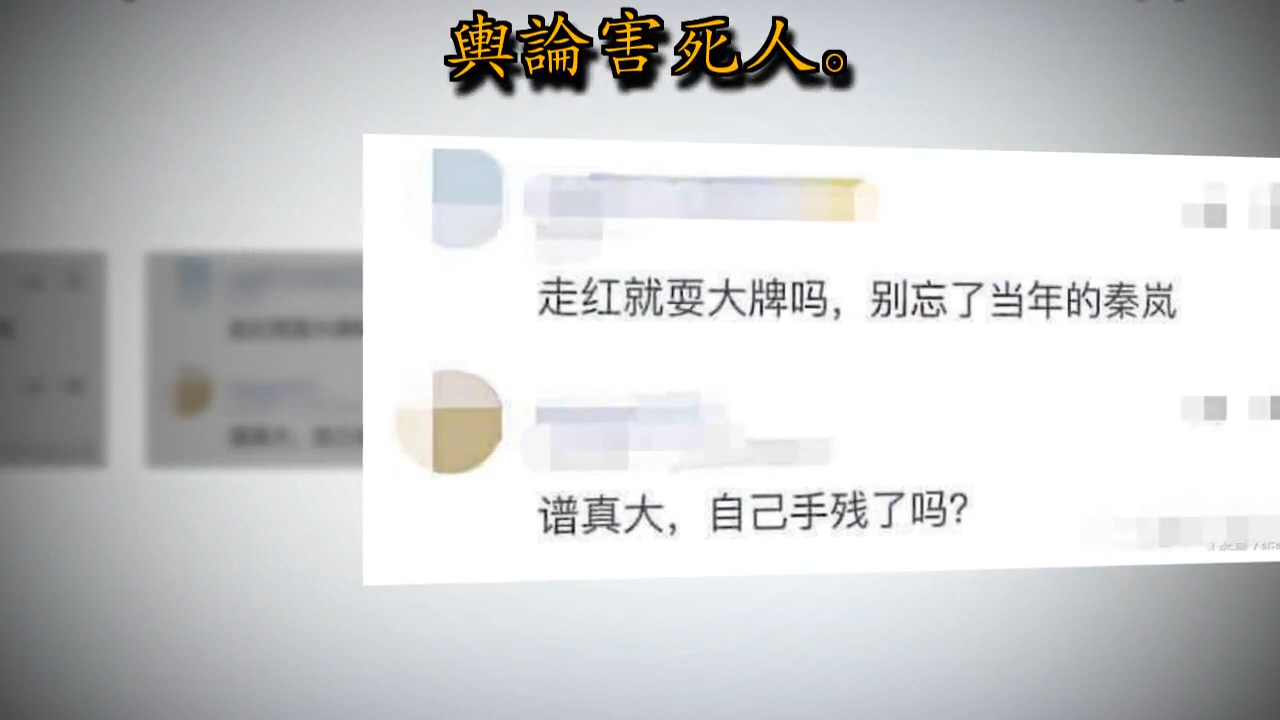 輿論害死人。
走红就耍大牌吗，别忘了当年的秦岚
谱真大，自己手残了吗？